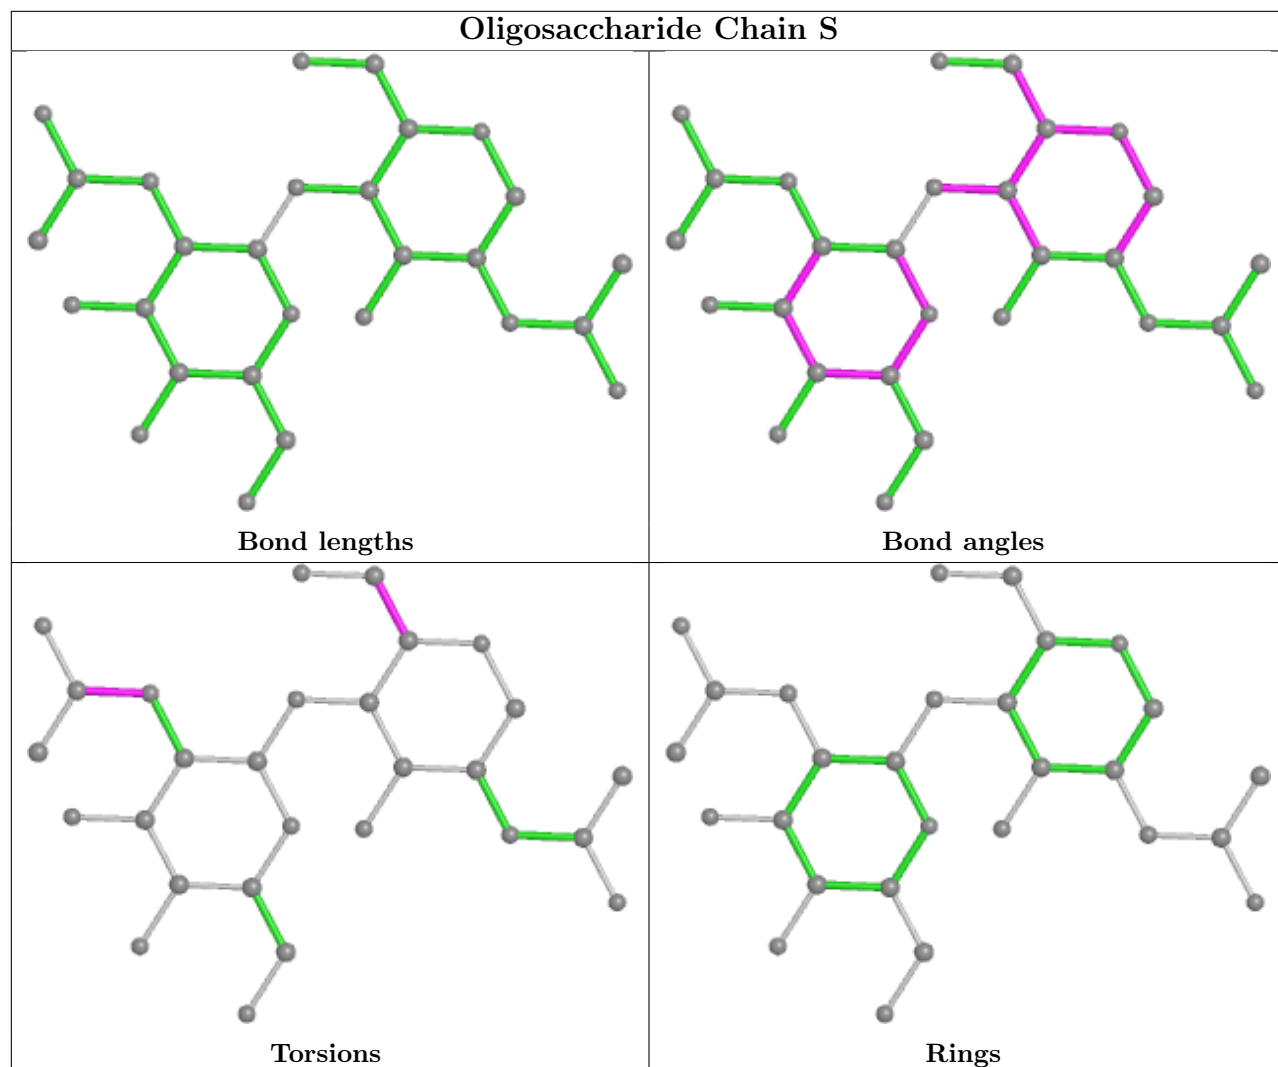 Oligosaccharide Chain S
Bond lengths
Bond angles
Torsions
Rings